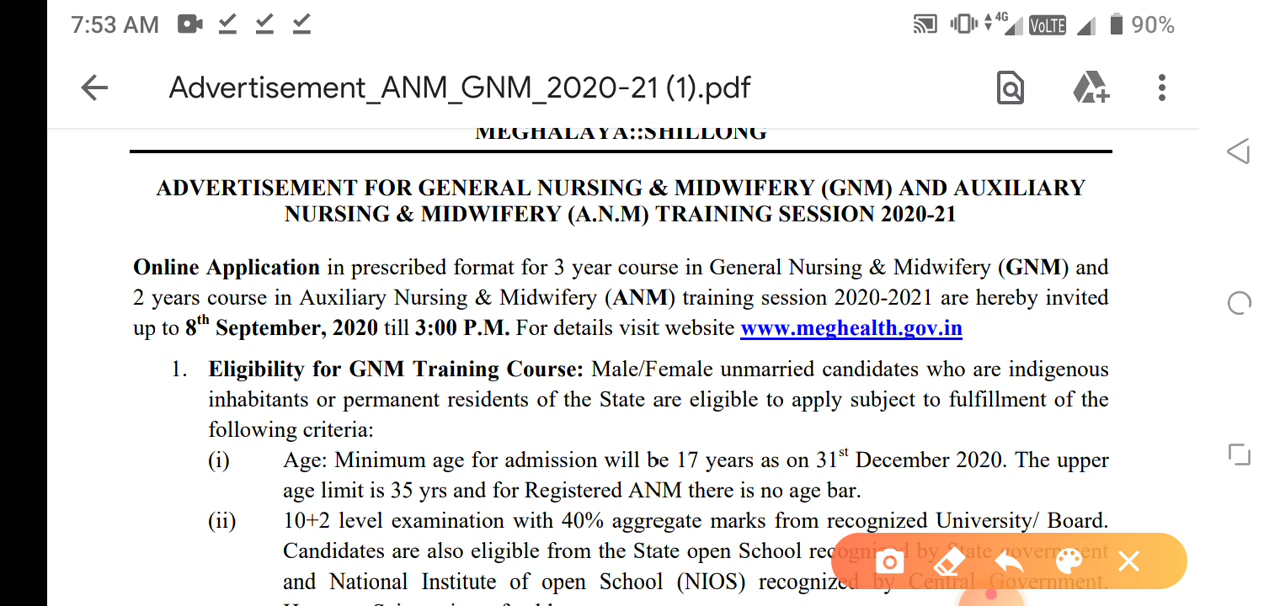 7:53 AM
4G VoLTE 90%
Advertisement_ANM_GNM_2020-21 (1).pdf
MEGHALAYA::SHILLONG
ADVERTISEMENT FOR GENERAL NURSING & MIDWIFERY (GNM) AND AUXILIARY
NURSING & MIDWIFERY (A.N.M) TRAINING SESSION 2020-21
Online Application in prescribed format for 3 year course in General Nursing & Midwifery (GNM) and
2 years course in Auxiliary Nursing & Midwifery (ANM) training session 2020-2021 are hereby invited
up to 8th September, 2020 till 3:00 P.M. For details visit website www.meghealth.gov.in
1. Eligibility for GNM Training Course: Male/Female unmarried candidates who are indigenous
inhabitants or permanent residents of the State are eligible to apply subject to fulfillment of the
following criteria:
(i) Age: Minimum age for admission will be 17 years as on 31st December 2020. The upper
age limit is 35 yrs and for Registered ANM there is no age bar.
(ii) 10+2 level examination with 40% aggregate marks from recognized University/ Board.
Candidates are also eligible from the State open School recognized by State government
and National Institute of open School (NIOS) recognized by Central Government.